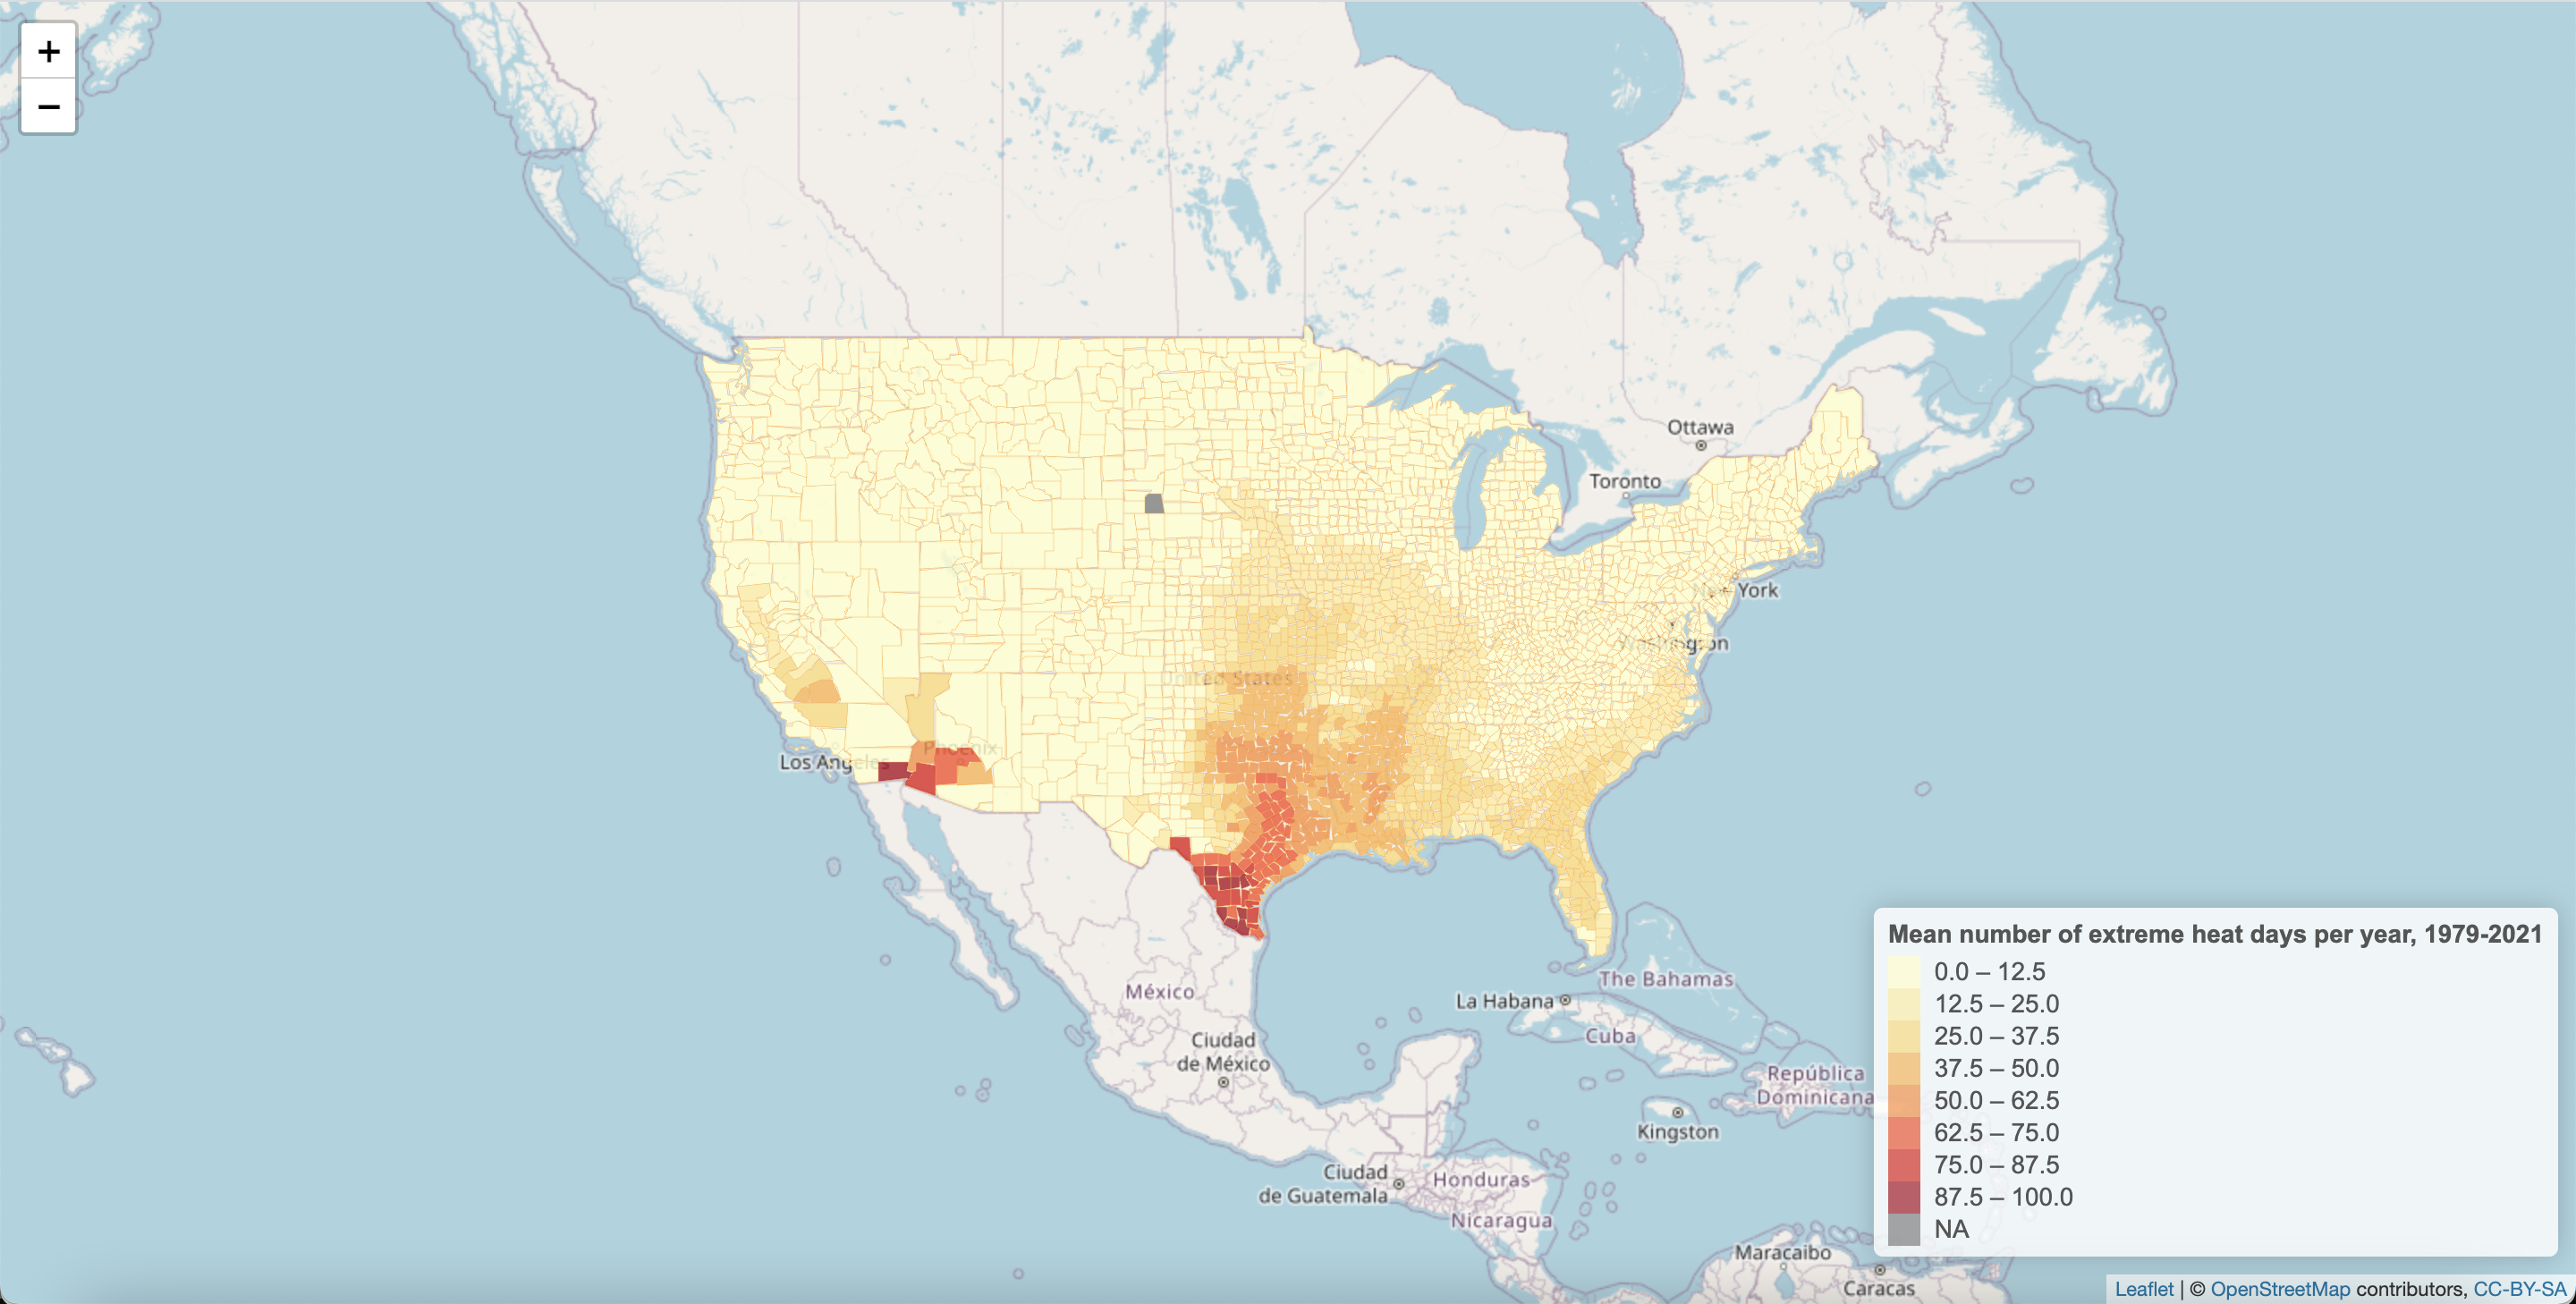 +
−
Ottawa
Toronto
New York
Washington
United States
Phoenix
Los Angeles
México
Ciudad
de México
La Habana
The Bahamas
Cuba
República
Dominicana
Kingston
Ciudad
de Guatemala
Honduras
Nicaragua
Maracaibo
Caracas
Mean number of extreme heat days per year, 1979-2021
0.0 – 12.5
12.5 – 25.0
25.0 – 37.5
37.5 – 50.0
50.0 – 62.5
62.5 – 75.0
75.0 – 87.5
87.5 – 100.0
NA
Leaflet | © OpenStreetMap contributors, CC-BY-SA